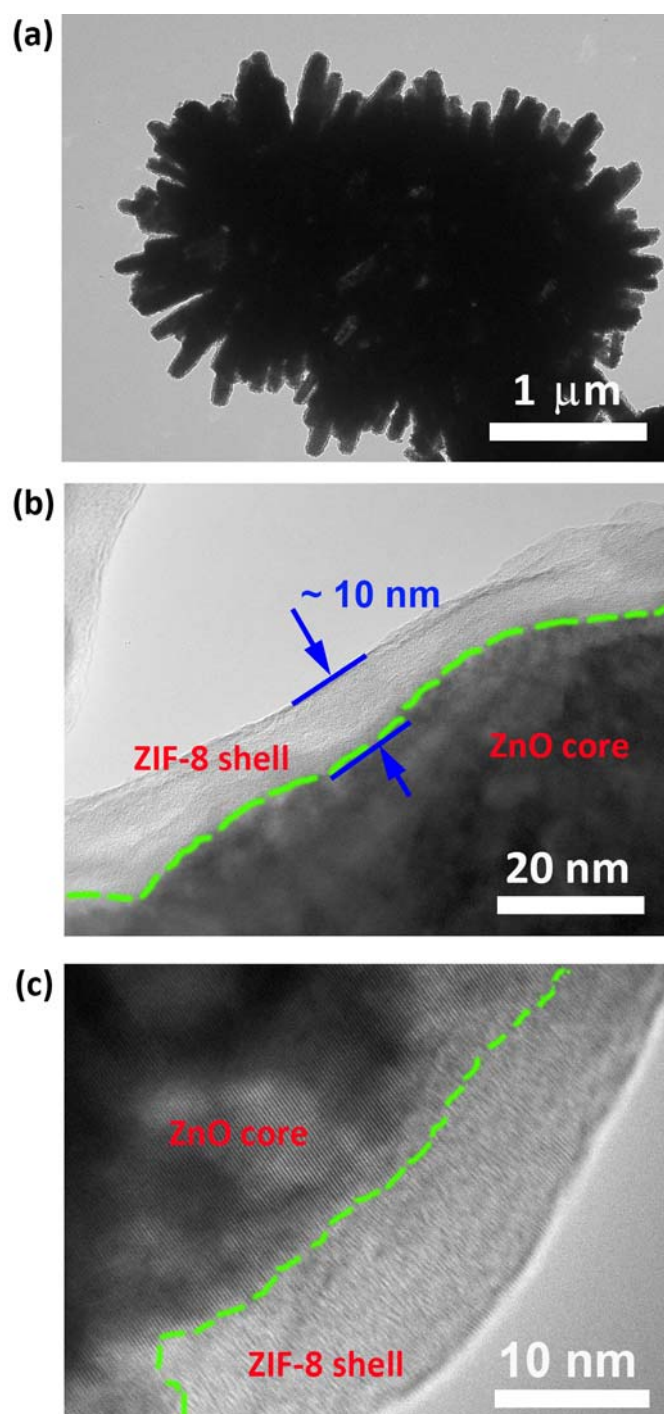 (a)
1 μm
(b)
~ 10 nm
ZIF-8 shell
ZnO core
20 nm
(c)
ZnO core
ZIF-8 shell
10 nm